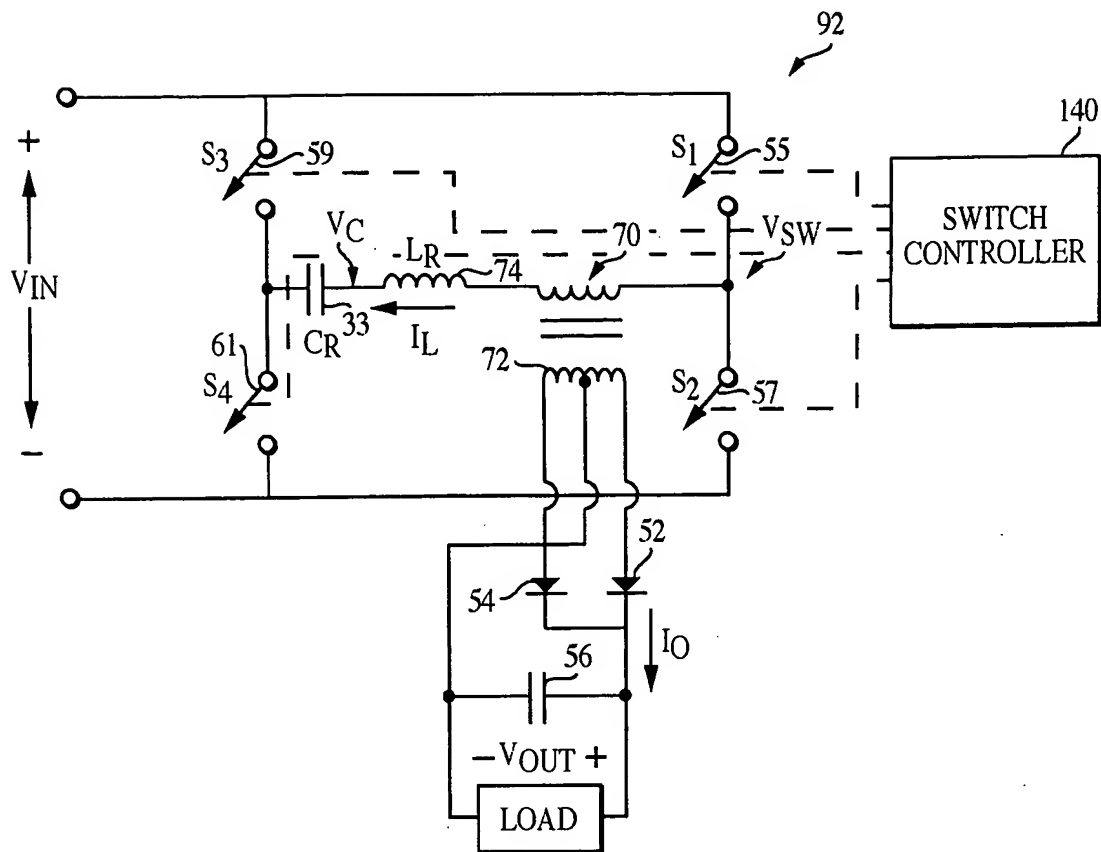 92
140
+
S3
59
S1
55
SWITCH
CONTROLLER
VSW
VC
LR
70
74
VIN
33
CR
IL
72
61
S4
S2
57
−
52
54
IO
56
− VOUT +
LOAD